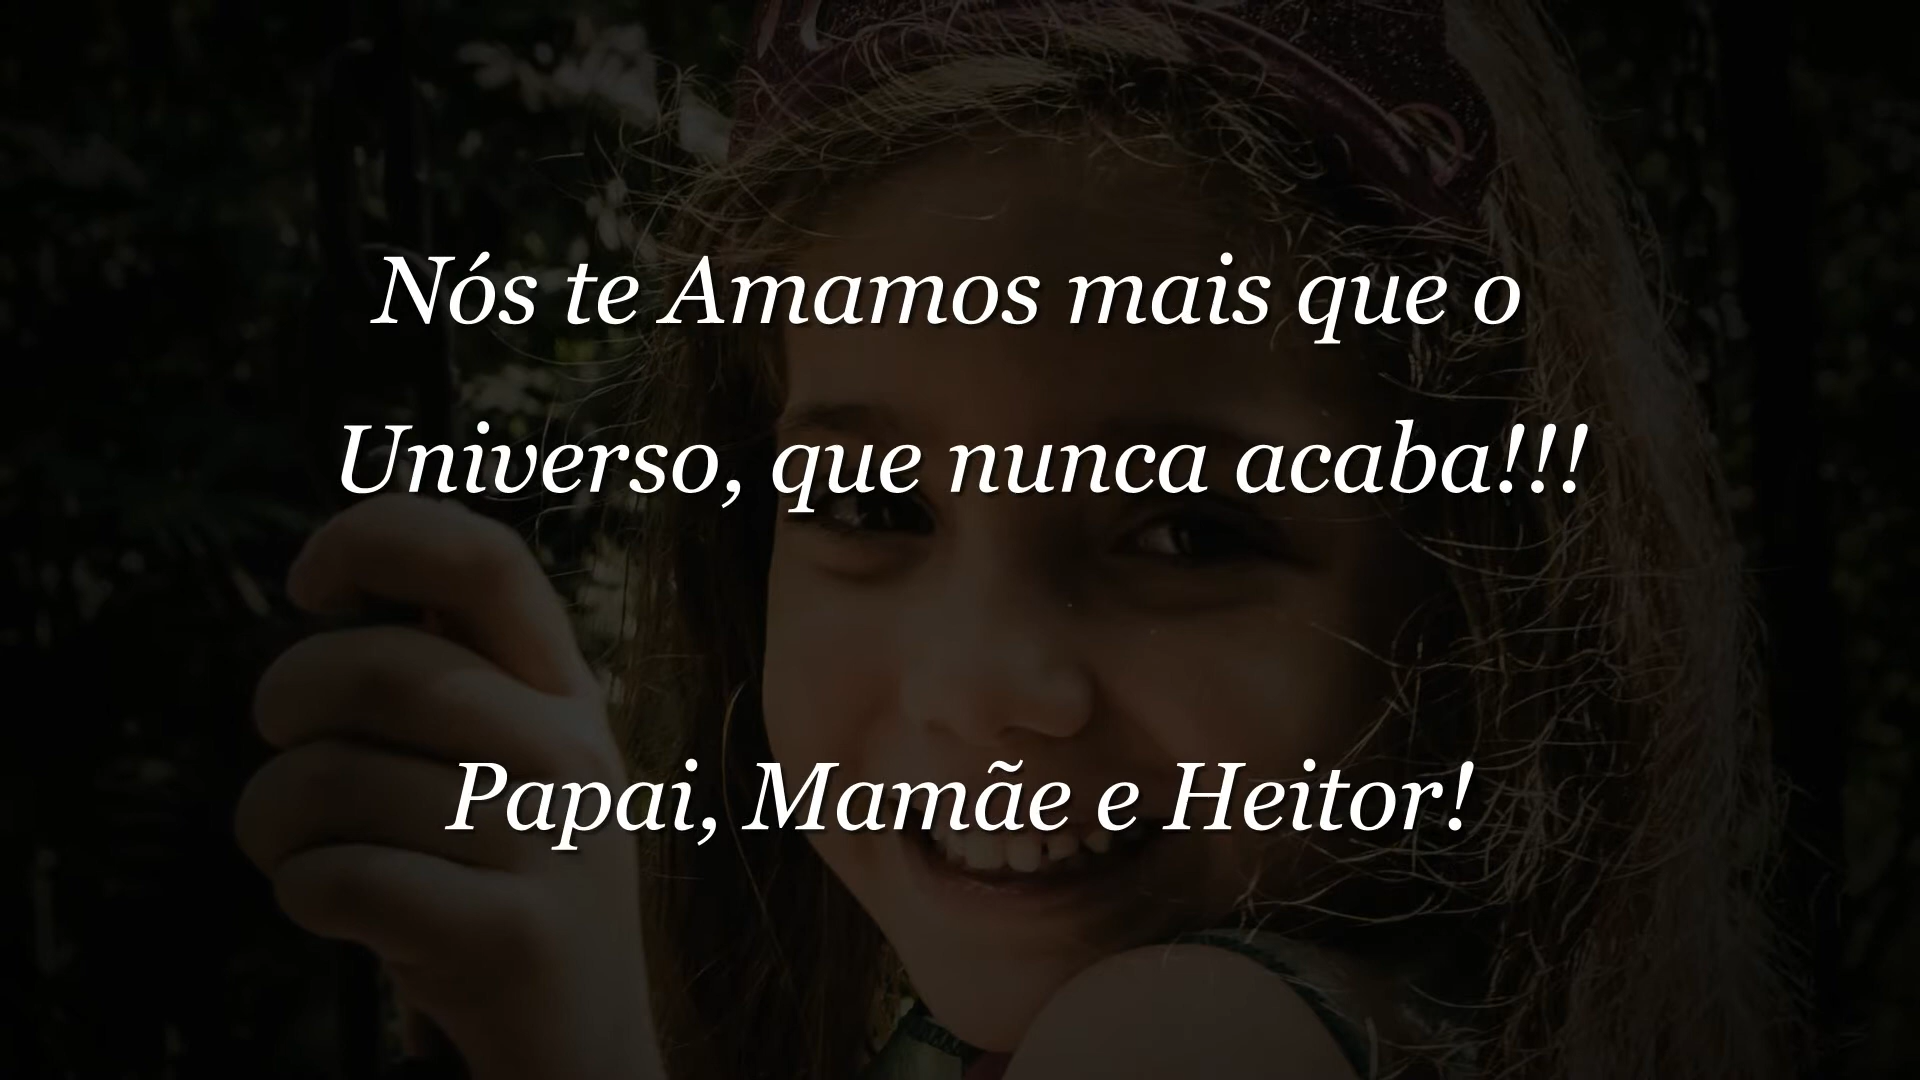 Nós te Amamos mais que o
Universo, que nunca acaba!!!
Papai, Mamãe e Heitor!